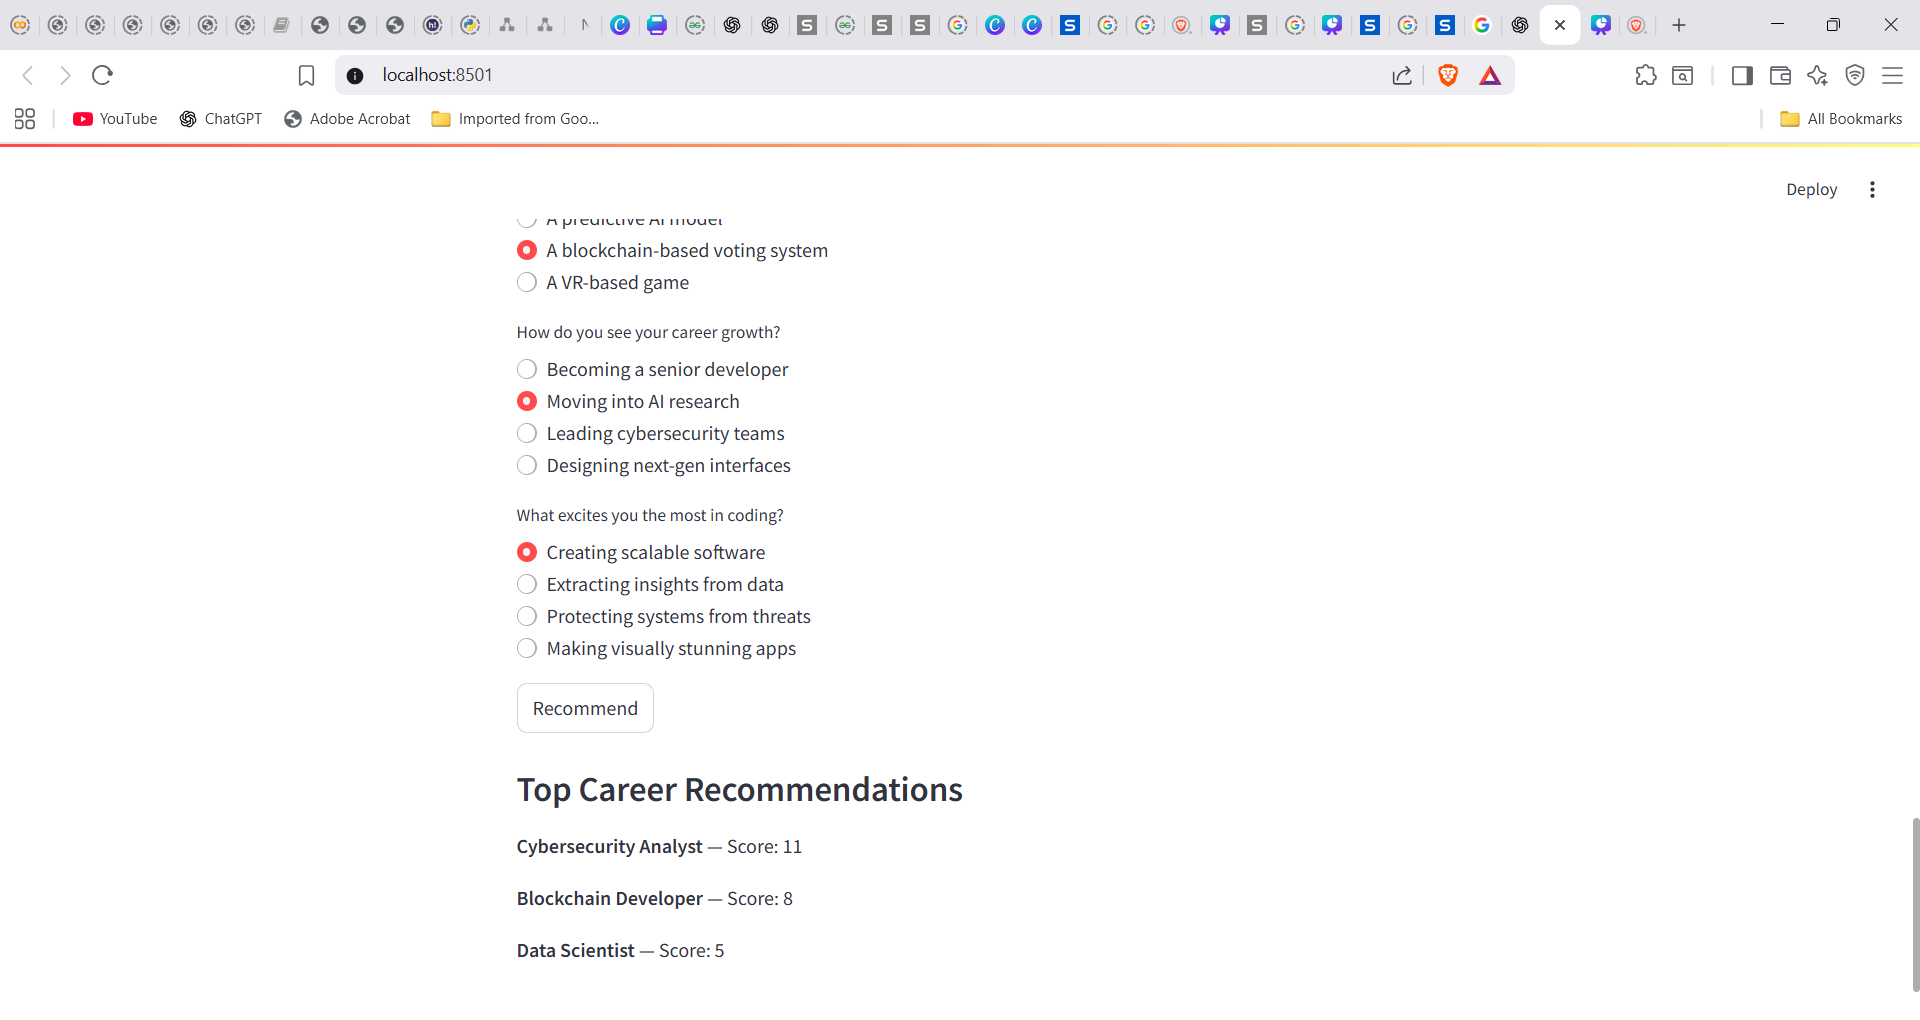 localhost:8501
YouTube ChatGPT Adobe Acrobat Imported from Goo... All Bookmarks
Deploy
A predictive AI model
A blockchain-based voting system
A VR-based game
How do you see your career growth?
Becoming a senior developer
Moving into AI research
Leading cybersecurity teams
Designing next-gen interfaces
What excites you the most in coding?
Creating scalable software
Extracting insights from data
Protecting systems from threats
Making visually stunning apps
Recommend
Top Career Recommendations
Cybersecurity Analyst — Score: 11
Blockchain Developer — Score: 8
Data Scientist — Score: 5